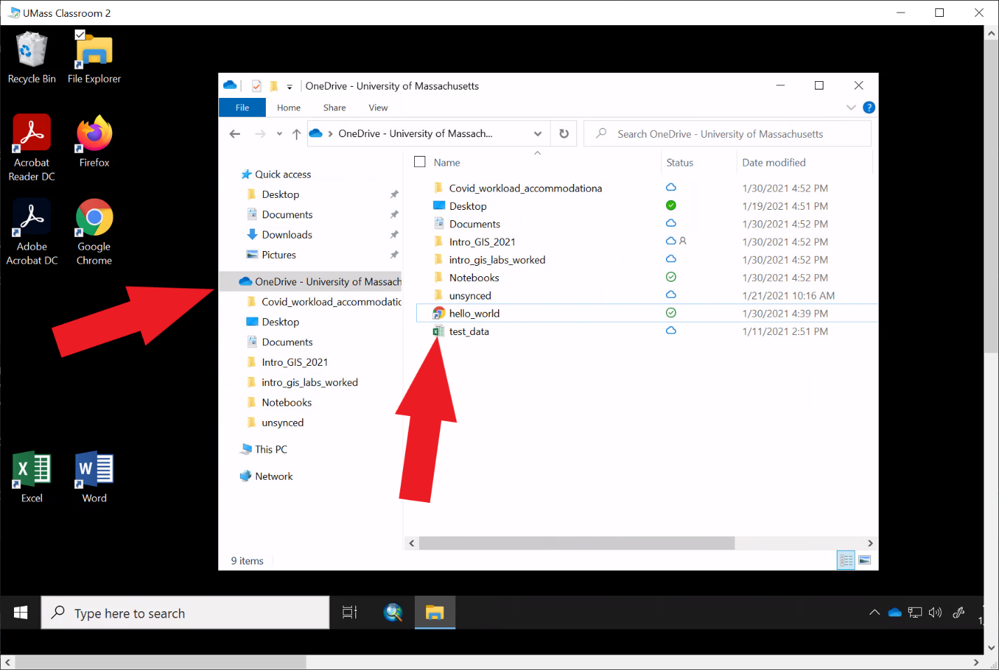 UMass Classroom 2
Recycle Bin
File Explorer
Acrobat
Reader DC
Firefox
Adobe
Acrobat DC
Google
Chrome
Excel
Word
OneDrive - University of Massachusetts
File Home Share View
OneDrive - University of Massach...
Search OneDrive - University of Massachusetts
Quick access
Desktop
Documents
Downloads
Pictures
OneDrive - University of Massach
Covid_workload_accommodatic
Desktop
Documents
Intro_GIS_2021
intro_gis_labs_worked
Notebooks
unsynced
This PC
Network
Name Status Date modified
Covid_workload_accommodationa 1/30/2021 4:52 PM
Desktop 1/19/2021 4:51 PM
Documents 1/30/2021 4:52 PM
Intro_GIS_2021 1/30/2021 4:52 PM
intro_gis_labs_worked 1/30/2021 4:52 PM
Notebooks 1/30/2021 4:52 PM
unsynced 1/21/2021 10:16 AM
hello_world 1/30/2021 4:39 PM
test_data 1/11/2021 2:51 PM
9 items
Type here to search